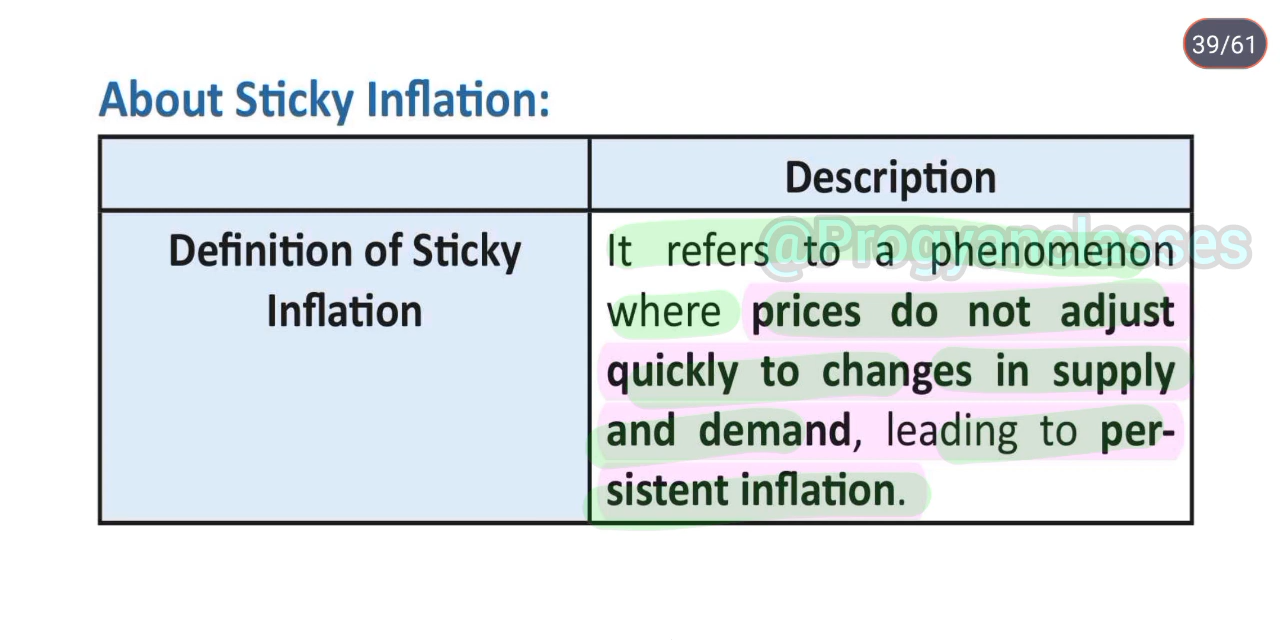 39/61
About Sticky Inflation:
Description
Definition of Sticky
Inflation
It refers to a phenomenon
where prices do not adjust
quickly to changes in supply
and demand, leading to per-
sistent inflation.
@Progyanclasses